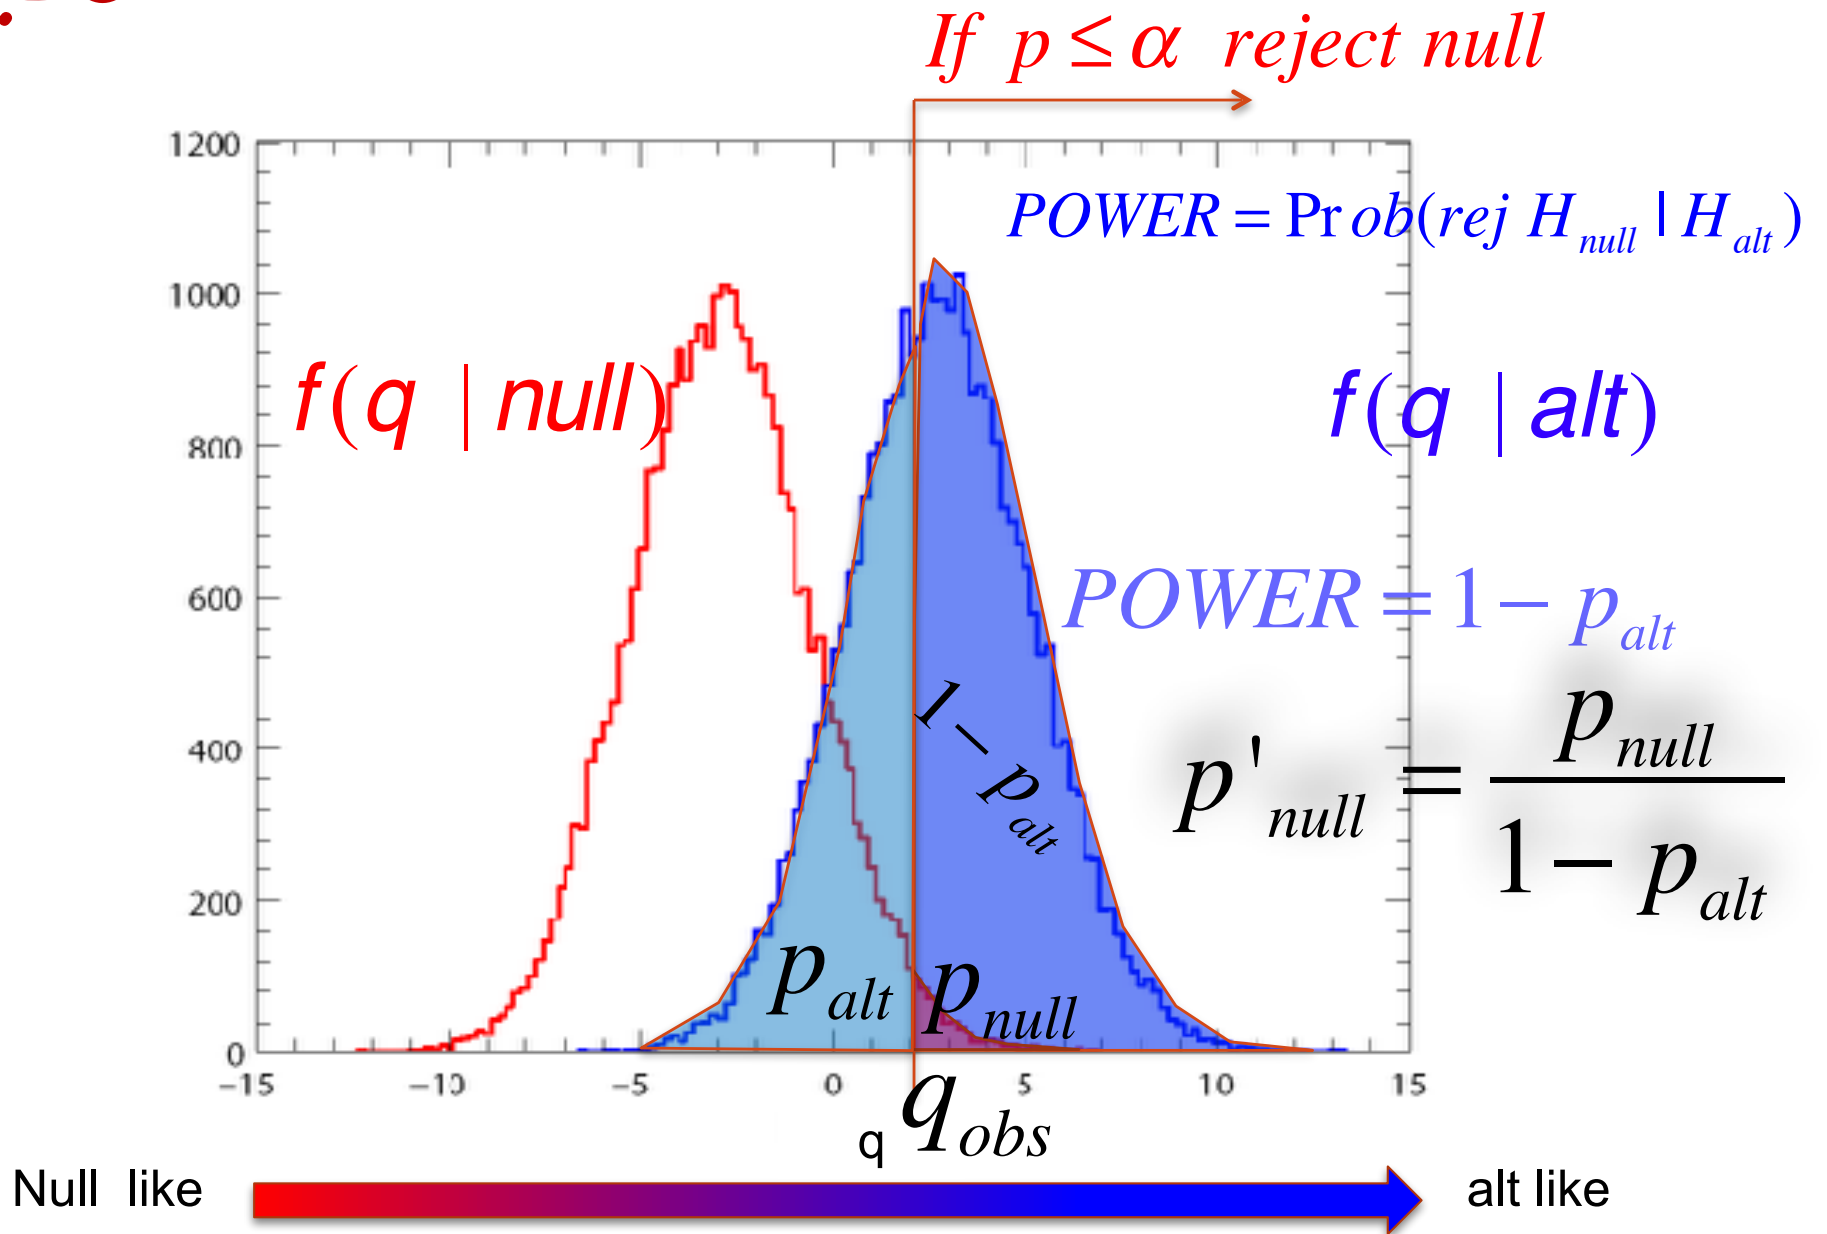 If p ≤ α reject null
1200
POWER = Prob(rej H_null | H_alt)
1000
f(q | null)
f(q | alt)
800
600
POWER = 1 − p_alt
1 − p_alt
400
p'_null = p_null / 1 − p_alt
200
p_alt
p_null
0
−15 −10 −5 0 5 10 15
q
q_obs
Null like
alt like